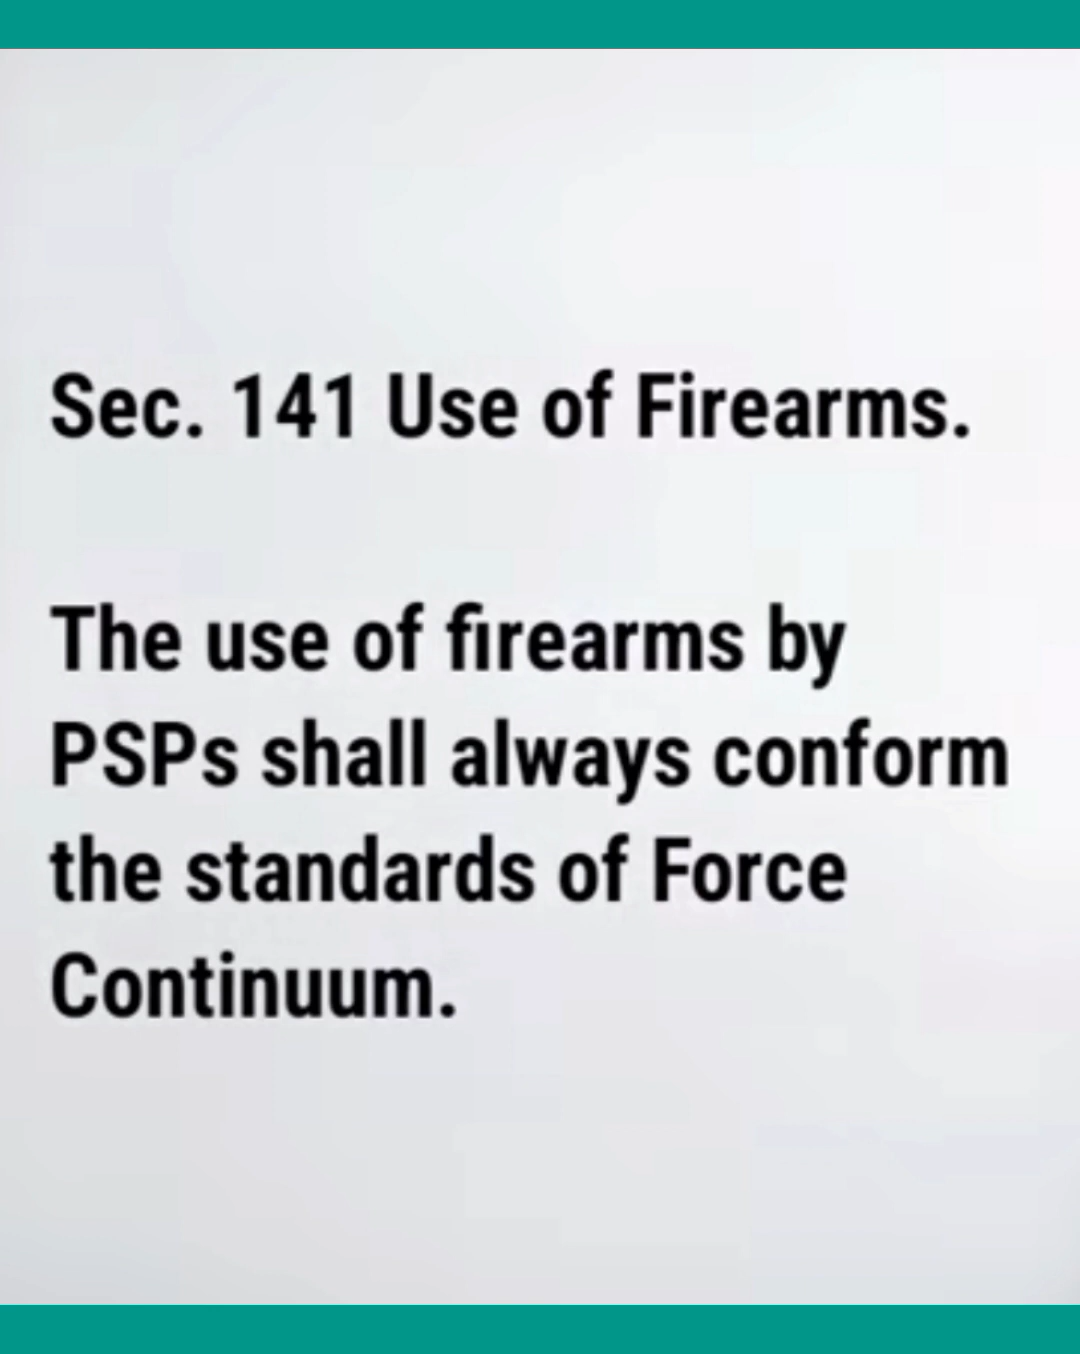 Sec. 141 Use of Firearms.
The use of firearms by
PSPs shall always conform
the standards of Force
Continuum.